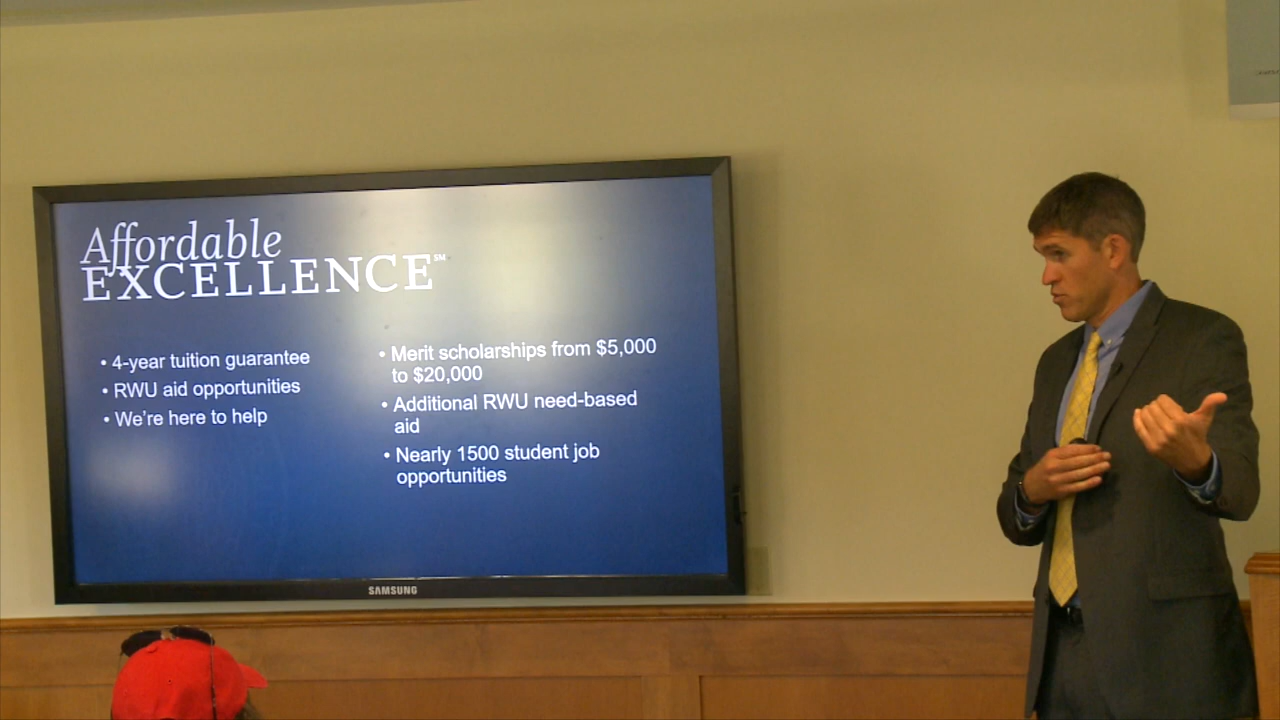 Affordable
EXCELLENCE℠
• 4-year tuition guarantee
• RWU aid opportunities
• We're here to help
• Merit scholarships from $5,000
to $20,000
• Additional RWU need-based
aid
• Nearly 1500 student job
opportunities
SAMSUNG